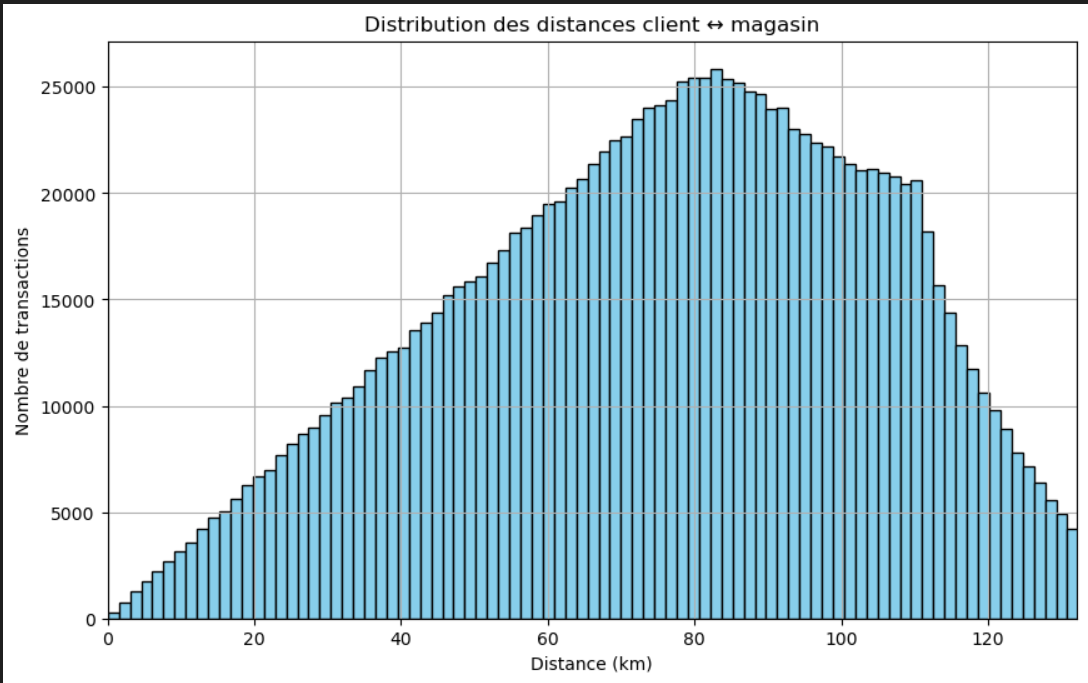 Distribution des distances client ↔ magasin
Nombre de transactions
25000
20000
15000
10000
5000
0
0 20 40 60 80 100 120
Distance (km)